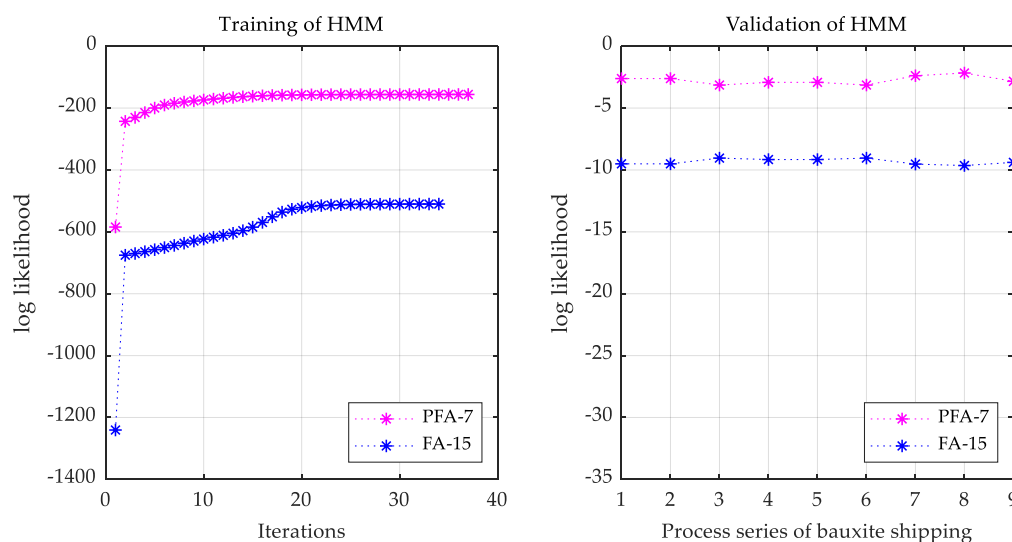 Training of HMM
0
-200
-400
-600
-800
-1000
-1200
-1400
log likelihood
0 10 20 30 40
Iterations
PFA-7
FA-15
Validation of HMM
0
-5
-10
-15
-20
-25
-30
-35
log likelihood
1 2 3 4 5 6 7 8 9
Process series of bauxite shipping
PFA-7
FA-15